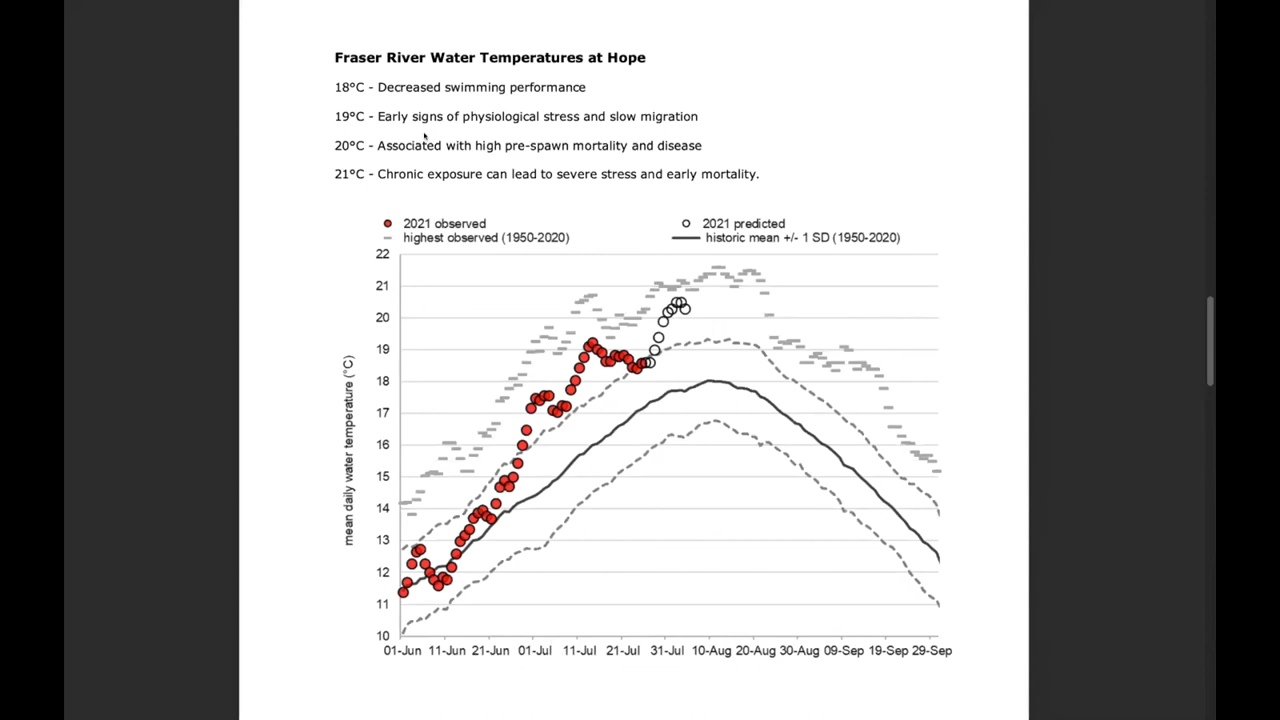 Fraser River Water Temperatures at Hope
18°C - Decreased swimming performance
19°C - Early signs of physiological stress and slow migration
20°C - Associated with high pre-spawn mortality and disease
21°C - Chronic exposure can lead to severe stress and early mortality.
2021 observed
2021 predicted
highest observed (1950-2020)
historic mean +/- 1 SD (1950-2020)
mean daily water temperature (°C)
22
21
20
19
18
17
16
15
14
13
12
11
10
01-Jun 11-Jun 21-Jun 01-Jul 11-Jul 21-Jul 31-Jul 10-Aug 20-Aug 30-Aug 09-Sep 19-Sep 29-Sep